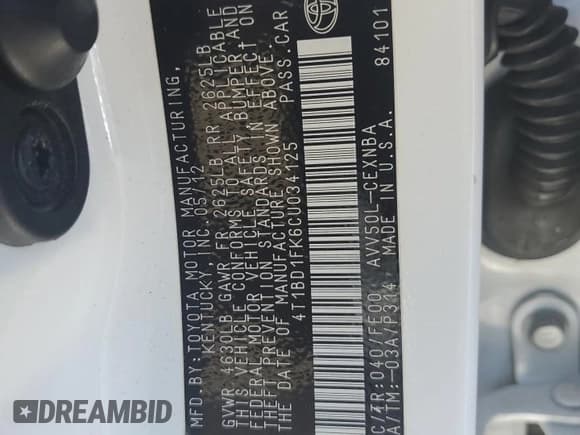 MFD. BY: TOYOTA MOTOR MANUFACTURING,
KENTUCKY, INC. 05/12
GVWR 4630LB GAWR FR 2625LB RR 2625LB
THIS VEHICLE CONFORMS TO ALL APPLICABLE
FEDERAL MOTOR VEHICLE SAFETY, BUMPER, AND
THEFT PREVENTION STANDARDS IN EFFECT ON
THE DATE OF MANUFACTURE SHOWN ABOVE.
4T1BD1FK6CU034125 PASS. CAR
C/TR: 040/FF00 AVV50L-CEXNBA
A/TM: -03A/P314 MADE IN U.S.A. 84101
DREAMBID